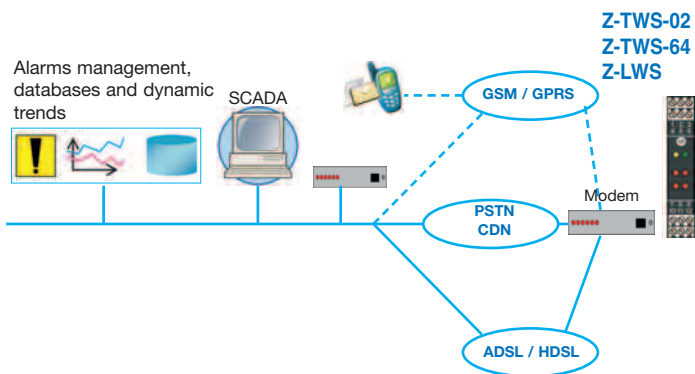 Z-TWS-02
Z-TWS-64
Z-LWS
Alarms management,
databases and dynamic
trends
SCADA
GSM / GPRS
Modem
PSTN
CDN
ADSL / HDSL